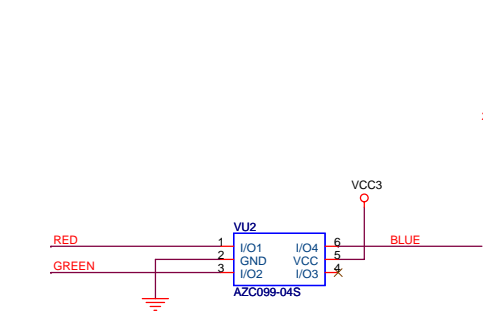 VCC3
VU2
RED 1 I/O1 I/O4 6 BLUE
2 GND VCC 5
GREEN 3 I/O2 I/O3 4
AZC099-04S